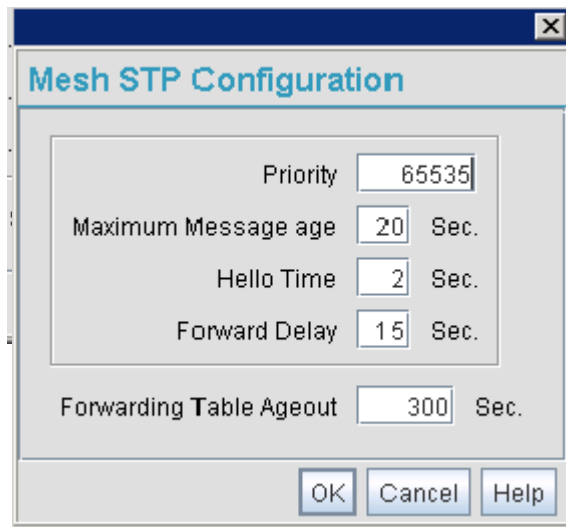 Mesh STP Configuration
Priority 65535
Maximum Message age 20 Sec.
Hello Time 2 Sec.
Forward Delay 15 Sec.
Forwarding Table Ageout 300 Sec.
OK Cancel Help